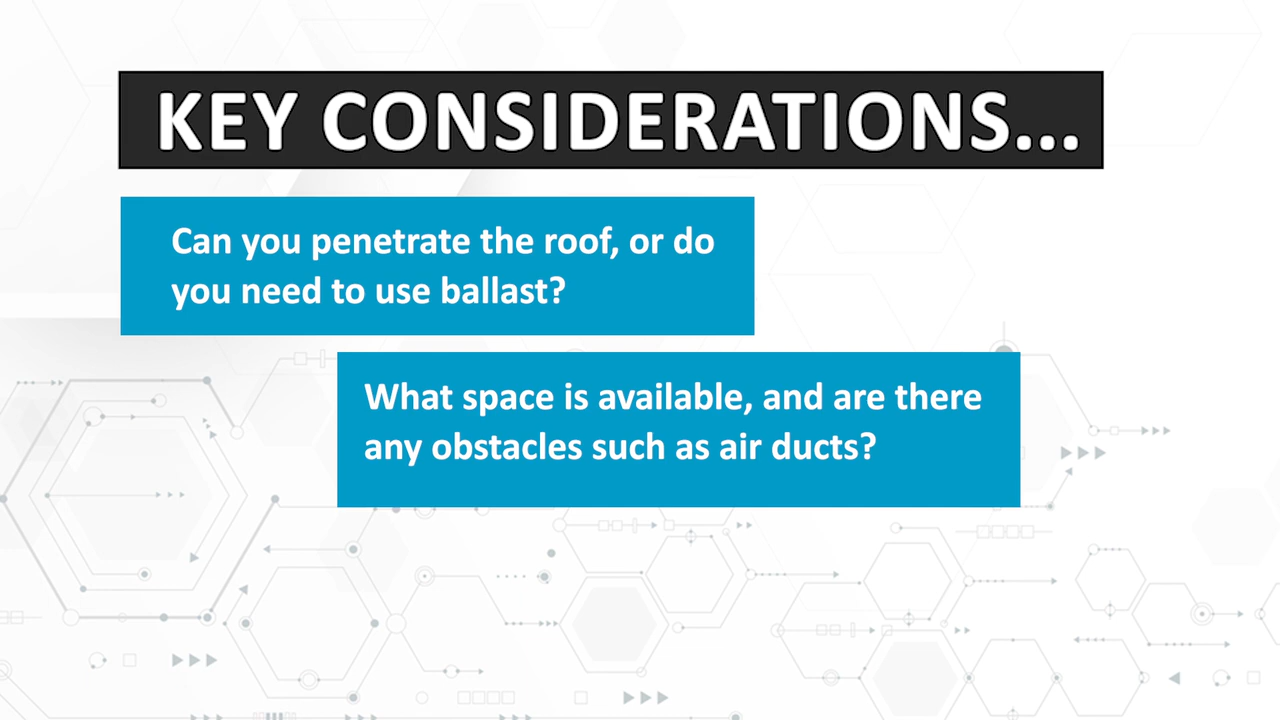 KEY CONSIDERATIONS...
Can you penetrate the roof, or do
you need to use ballast?
What space is available, and are there
any obstacles such as air ducts?